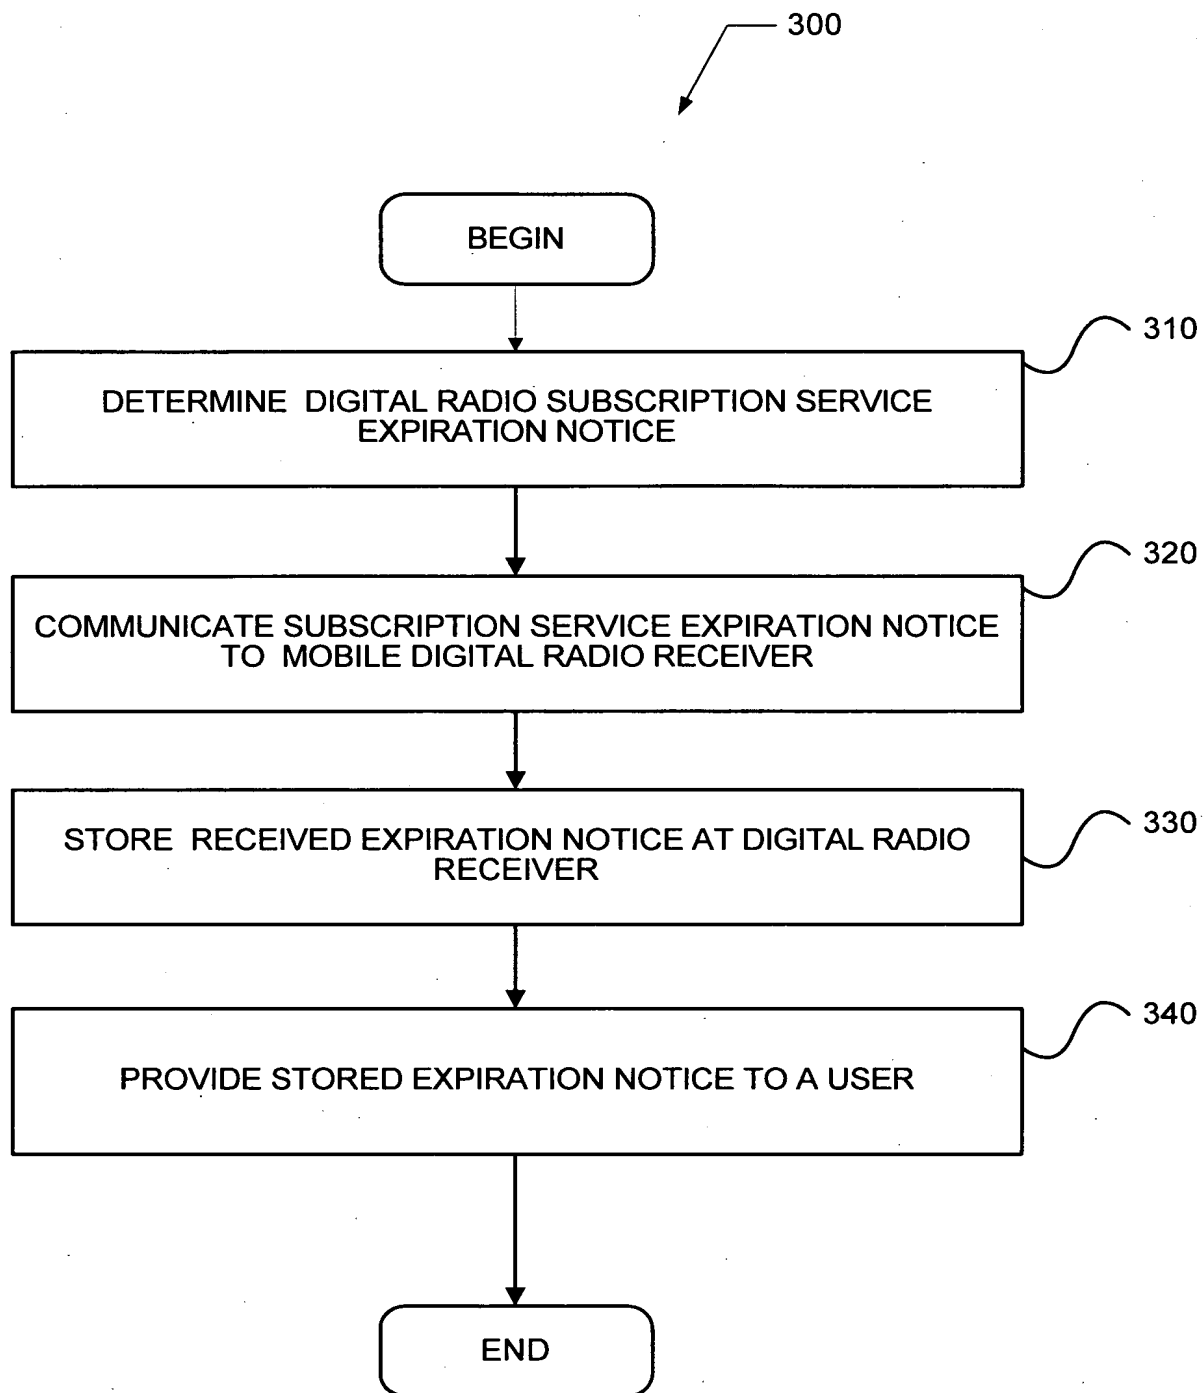 300
BEGIN
310
DETERMINE DIGITAL RADIO SUBSCRIPTION SERVICE
EXPIRATION NOTICE
320
COMMUNICATE SUBSCRIPTION SERVICE EXPIRATION NOTICE
TO MOBILE DIGITAL RADIO RECEIVER
330
STORE RECEIVED EXPIRATION NOTICE AT DIGITAL RADIO
RECEIVER
340
PROVIDE STORED EXPIRATION NOTICE TO A USER
END